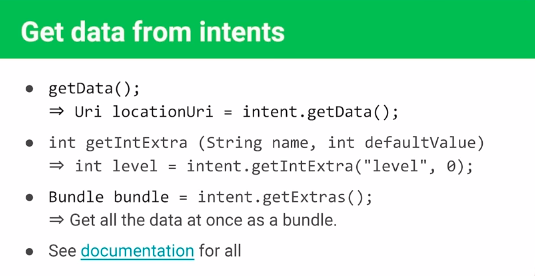 Get data from intents
● getData();
⇒ Uri locationUri = intent.getData();
● int getIntExtra (String name, int defaultValue)
⇒ int level = intent.getIntExtra("level", 0);
● Bundle bundle = intent.getExtras();
⇒ Get all the data at once as a bundle.
● See documentation for all